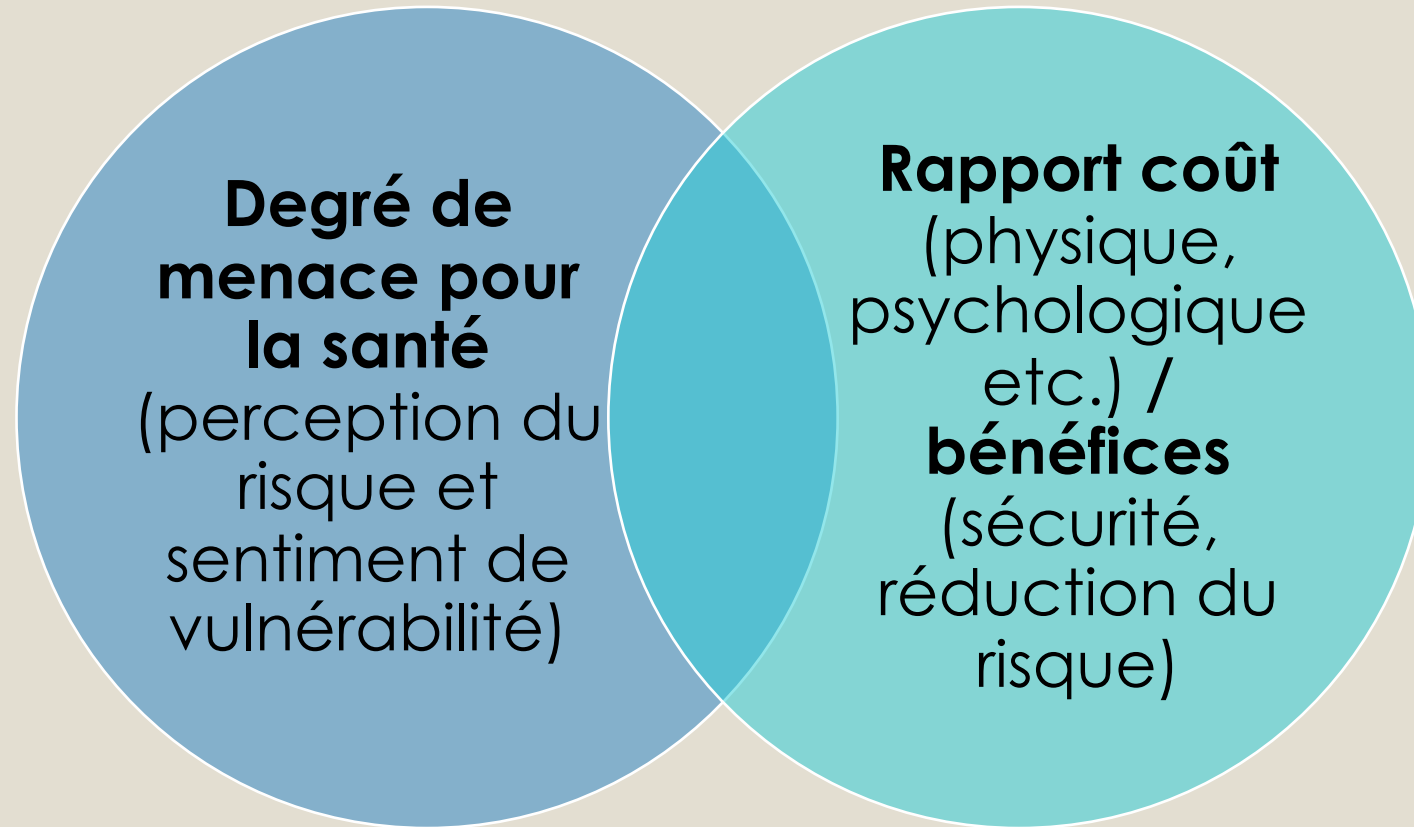 Degré de
menace pour
la santé
(perception du
risque et
sentiment de
vulnérabilité)
Rapport coût
(physique,
psychologique
etc.) /
bénéfices
(sécurité,
réduction du
risque)